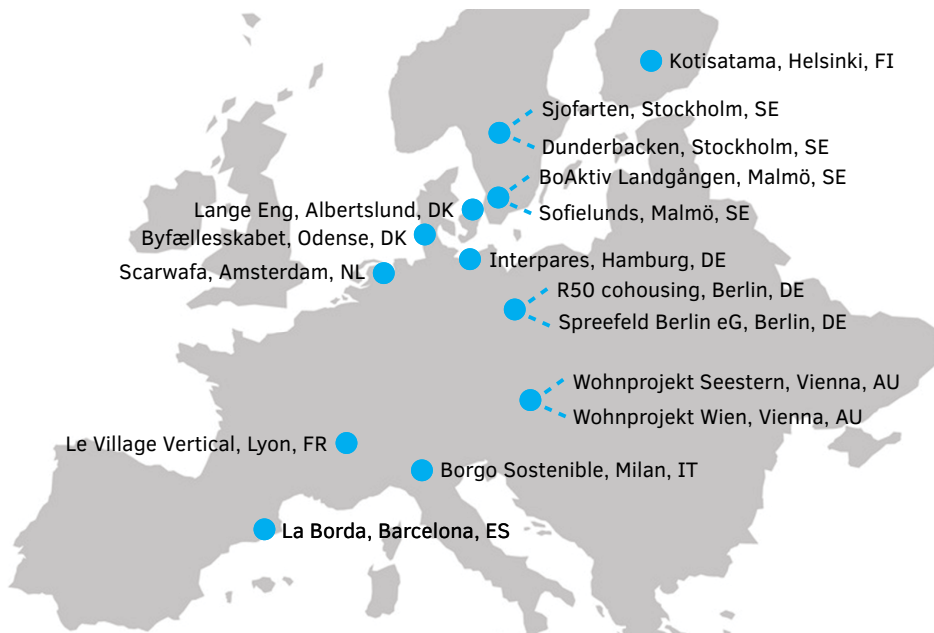 Kotisatama, Helsinki, FI
Sjofarten, Stockholm, SE
Dunderbacken, Stockholm, SE
BoAktiv Landgången, Malmö, SE
Lange Eng, Albertslund, DK
Sofielunds, Malmö, SE
Byfællesskabet, Odense, DK
Interpares, Hamburg, DE
Scarwafa, Amsterdam, NL
R50 cohousing, Berlin, DE
Spreefeld Berlin eG, Berlin, DE
Wohnprojekt Seestern, Vienna, AU
Wohnprojekt Wien, Vienna, AU
Le Village Vertical, Lyon, FR
Borgo Sostenible, Milan, IT
La Borda, Barcelona, ES